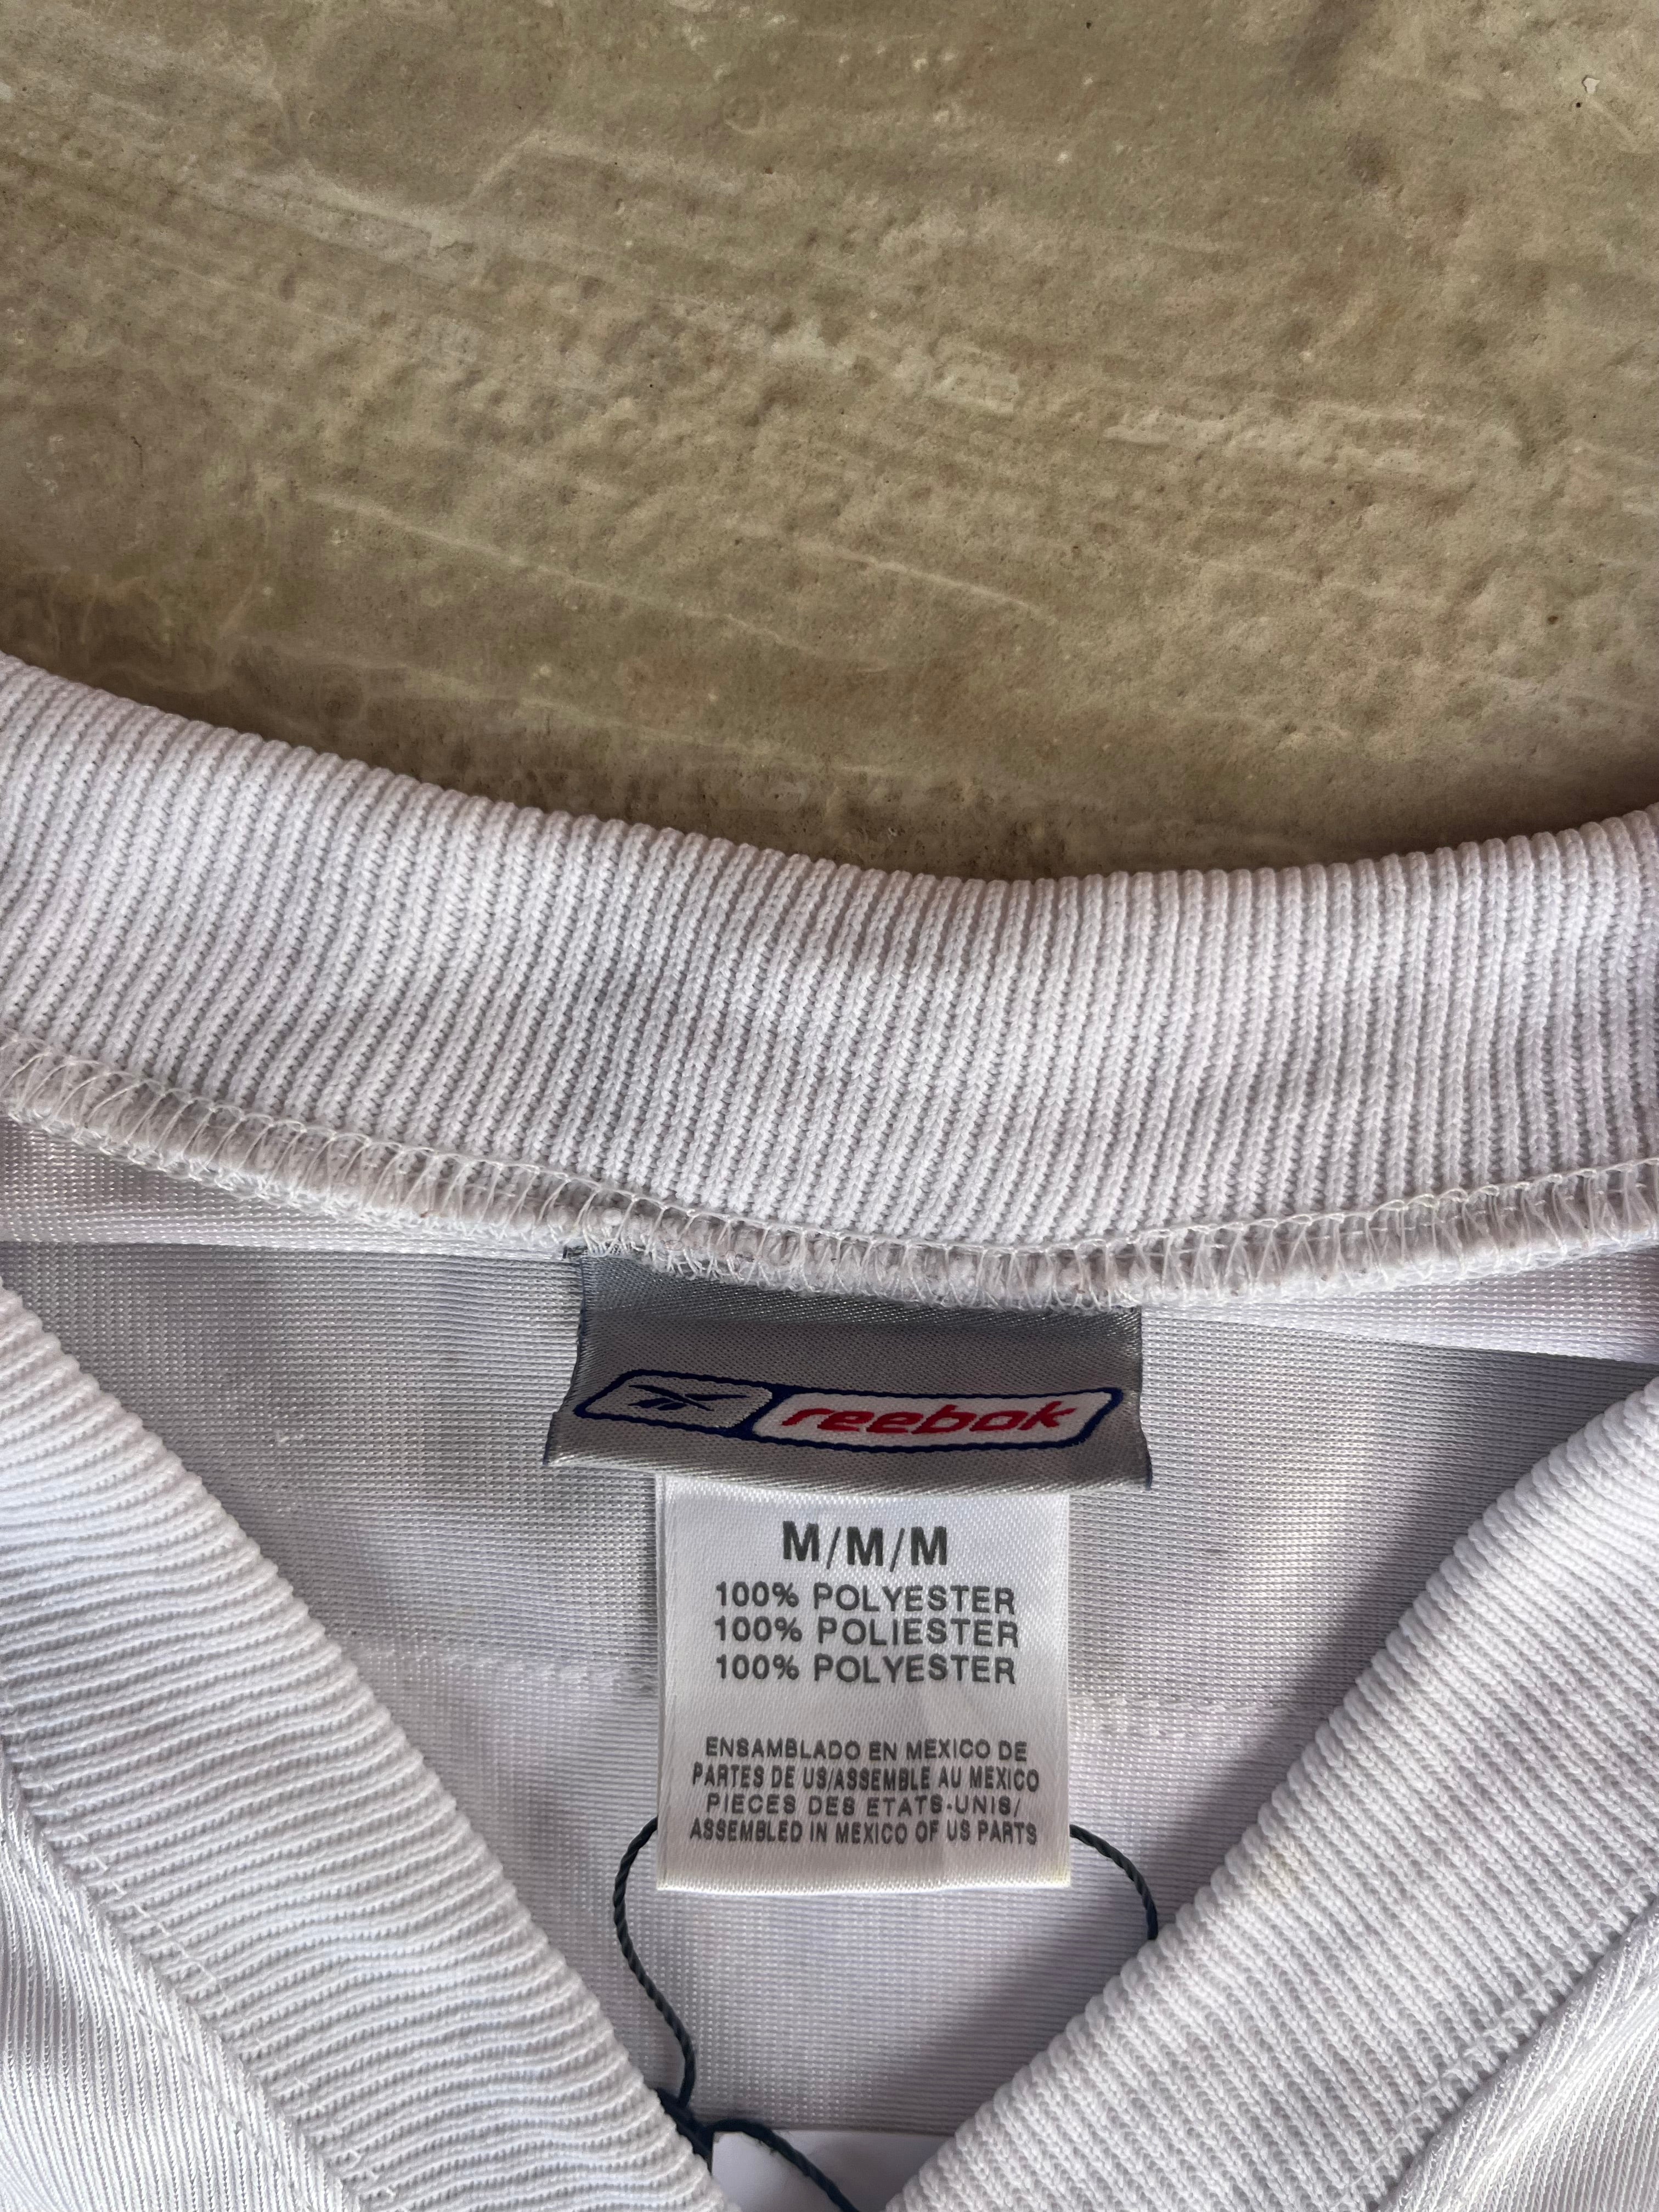 reebok
M/M/M
100% POLYESTER
100% POLIESTER
100% POLYESTER
ENSAMBLADO EN MEXICO DE
PARTES DE US/ASSEMBLE AU MEXICO
PIECES DES ETATS-UNIS/
ASSEMBLED IN MEXICO OF US PARTS